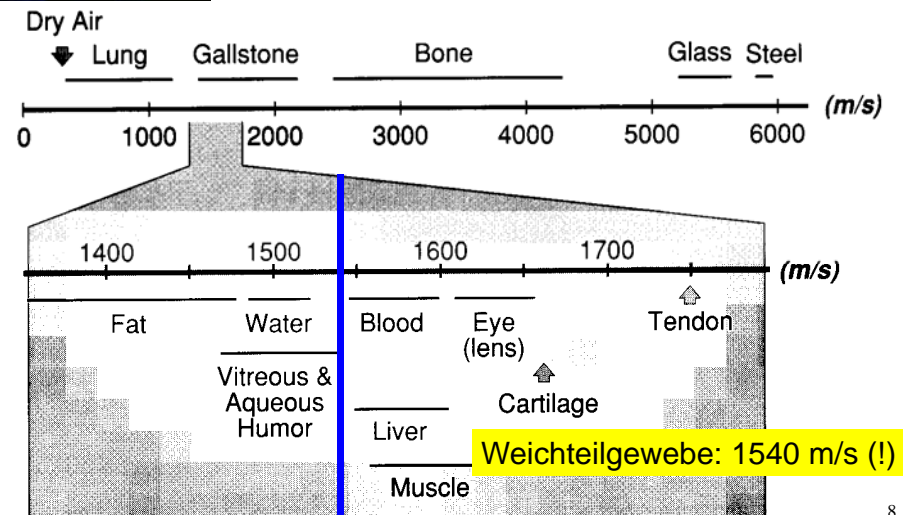 Dry Air
Lung Gallstone Bone Glass Steel
(m/s)
0 1000 2000 3000 4000 5000 6000
1400 1500 1600 1700
(m/s)
Fat Water Blood Eye Tendon
(lens)
Vitreous &
Aqueous
Humor
Cartilage
Liver
Weichteilgewebe: 1540 m/s (!)
Muscle
8